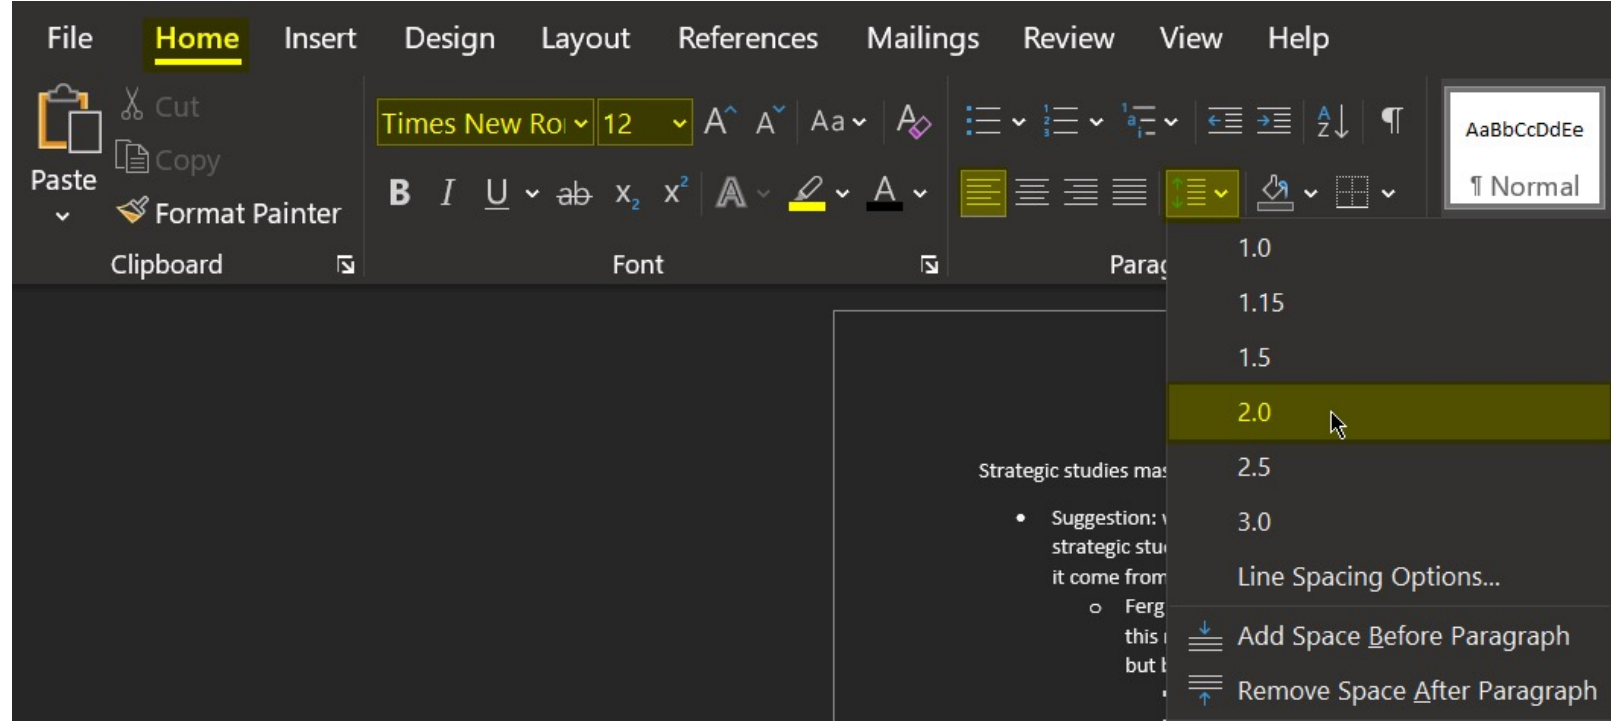 File Home Insert Design Layout References Mailings Review View Help
Cut
Copy
Paste
Format Painter
Clipboard
Times New Ro 12 Aa
B I U ab x2 x2 A A
Font
Parag
AaBbCcDdEe
¶ Normal
1.0
1.15
1.5
2.0
2.5
3.0
Line Spacing Options...
Add Space Before Paragraph
Remove Space After Paragraph
Strategic studies mas
Suggestion:
strategic stu
it come from
Ferg
this
but